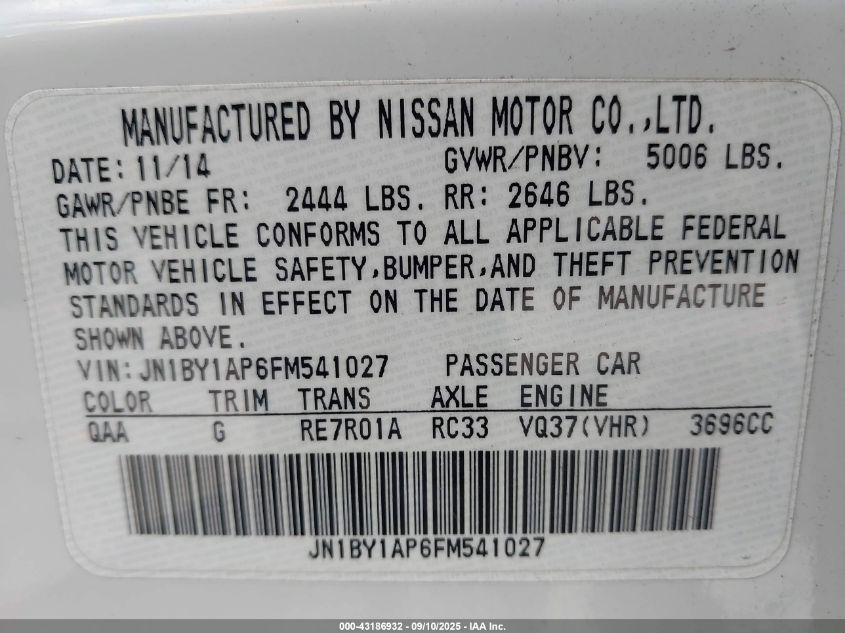 MANUFACTURED BY NISSAN MOTOR CO.,LTD.
DATE: 11/14 GVWR/PNBV: 5006 LBS.
GAWR/PNBE FR: 2444 LBS. RR: 2646 LBS.
THIS VEHICLE CONFORMS TO ALL APPLICABLE FEDERAL
MOTOR VEHICLE SAFETY,BUMPER,AND THEFT PREVENTION
STANDARDS IN EFFECT ON THE DATE OF MANUFACTURE
SHOWN ABOVE.
VIN: JN1BY1AP6FM541027 PASSENGER CAR
COLOR TRIM TRANS AXLE ENGINE
QAA G RE7R01A RC33 VQ37(VHR) 3696CC
JN1BY1AP6FM541027
000-43186932 - 09/10/2025 - IAA Inc.